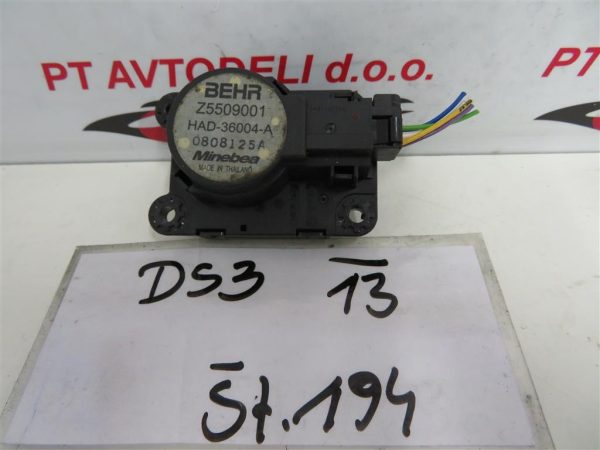 PT AVTODELI d.o.o.
PT
BEHR
Z5509001
HAD-36004-A
0808125A
Minebea
MADE IN THAILAND
DS3 13
Št.194